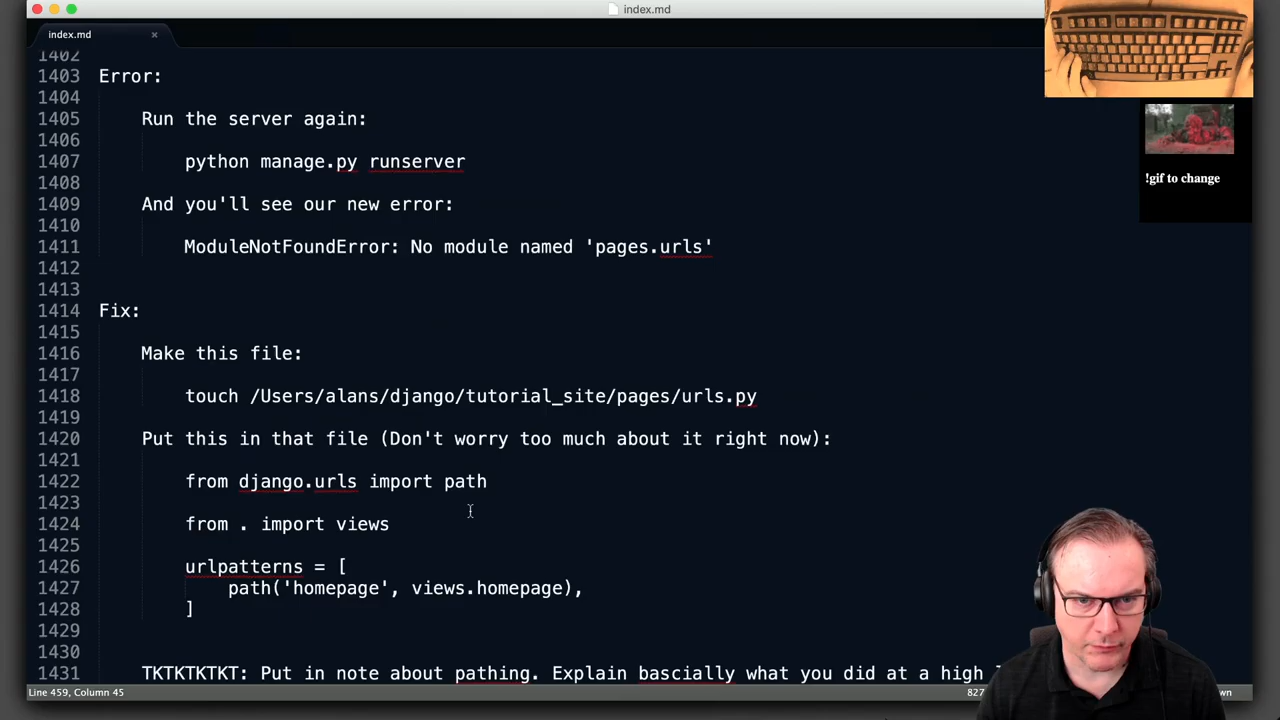 index.md
index.md ×
!gif to change
1402
1403 Error:
1404
1405 Run the server again:
1406
1407 python manage.py runserver
1408
1409 And you'll see our new error:
1410
1411 ModuleNotFoundError: No module named 'pages.urls'
1412
1413
1414 Fix:
1415
1416 Make this file:
1417
1418 touch /Users/alans/django/tutorial_site/pages/urls.py
1419
1420 Put this in that file (Don't worry too much about it right now):
1421
1422 from django.urls import path
1423
1424 from . import views
1425
1426 urlpatterns = [
1427 path('homepage', views.homepage),
1428 ]
1429
1430
1431 TKTKTKTKT: Put in note about pathing. Explain bascially what you did at a high
Line 459, Column 45
827